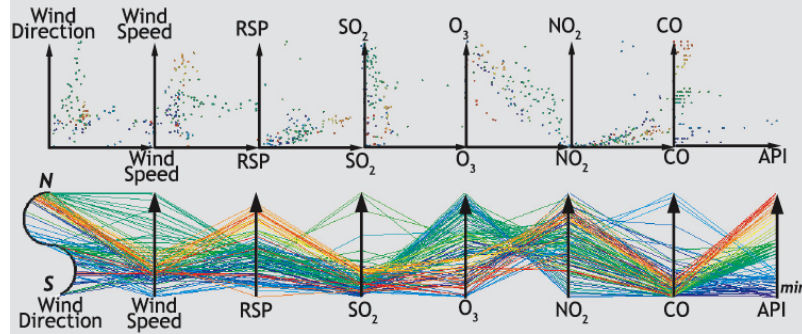 Wind Direction
Wind Speed
RSP
SO2
O3
NO2
CO
Wind Speed
RSP
SO2
O3
NO2
CO
API
N
S
min
Wind Direction
Wind Speed
RSP
SO2
O3
NO2
CO
API